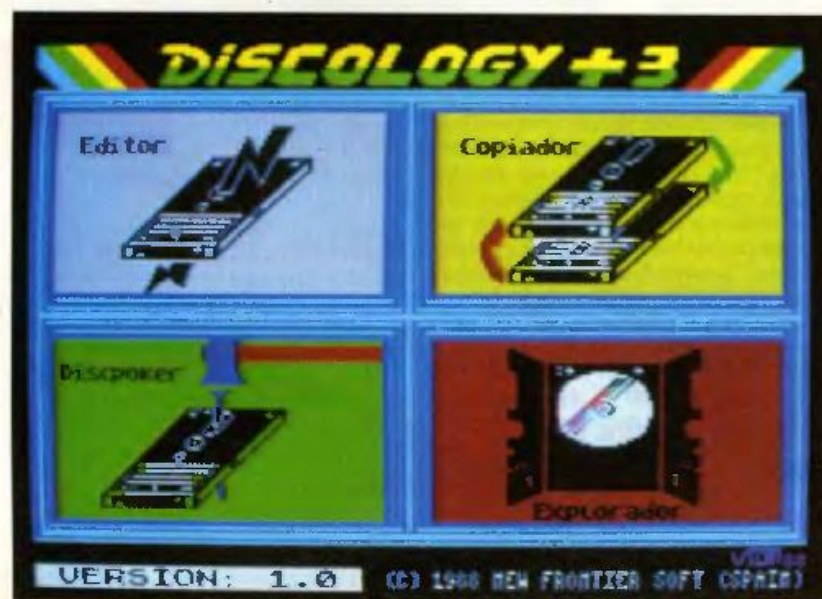 DiSCOLOGY +3
Editor
Copiador
Discpoker
Explorador
VERSION: 1.0
(C) 1988 NEW FRONTIER SOFT (SPAIN)